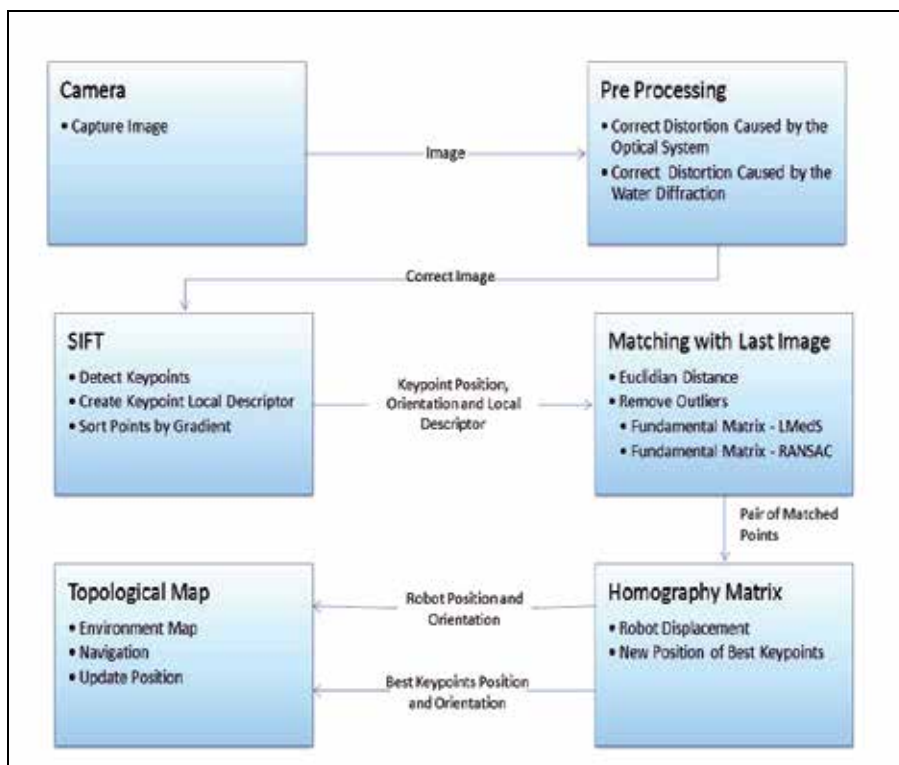 Camera
• Capture Image
Image
Pre Processing
• Correct Distortion Caused by the
Optical System
• Correct Distortion Caused by the
Water Diffraction
Correct Image
SIFT
• Detect Keypoints
• Create Keypoint Local Descriptor
• Sort Points by Gradient
Keypoint Position,
Orientation and Local
Descriptor
Matching with Last Image
• Euclidian Distance
• Remove Outliers
• Fundamental Matrix - LMedS
• Fundamental Matrix - RANSAC
Pair of Matched
Points
Homography Matrix
• Robot Displacement
• New Position of Best Keypoints
Robot Position and
Orientation
Best Keypoints Position
and Orientation
Topological Map
• Environment Map
• Navigation
• Update Position